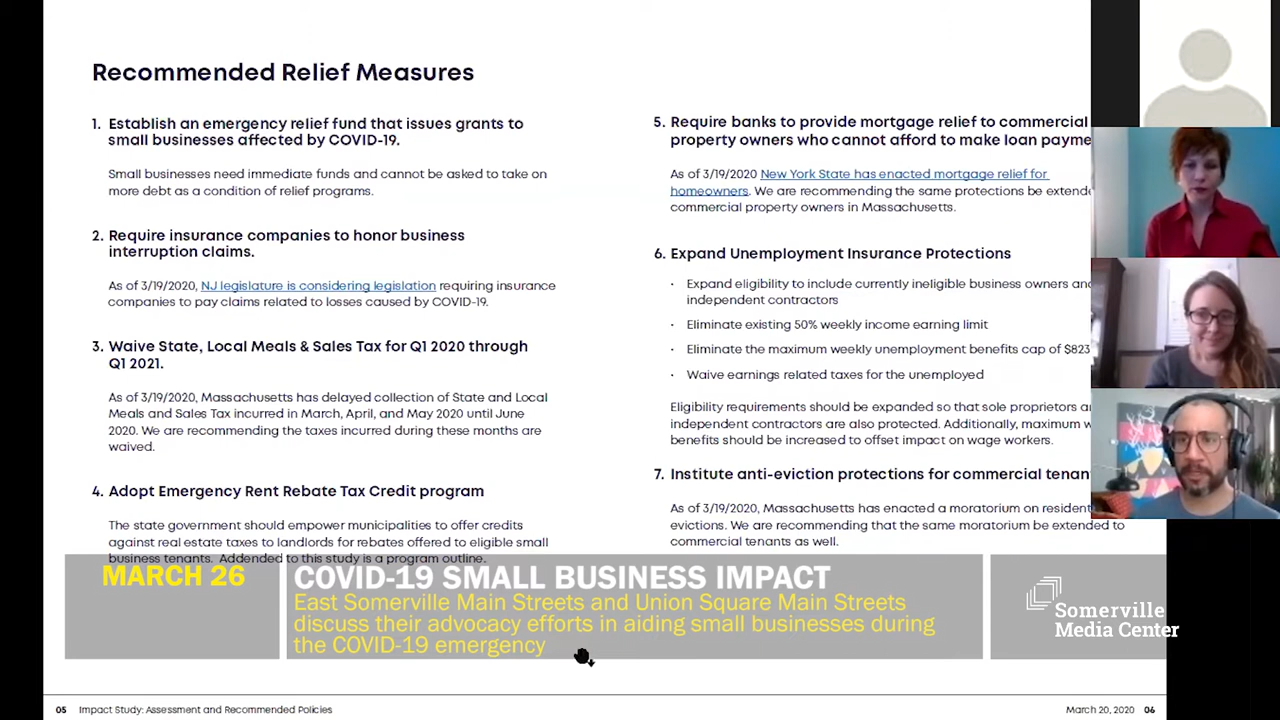 Recommended Relief Measures
1. Establish an emergency relief fund that issues grants to
small businesses affected by COVID-19.
Small businesses need immediate funds and cannot be asked to take on
more debt as a condition of relief programs.
2. Require insurance companies to honor business
interruption claims.
As of 3/19/2020, NJ legislature is considering legislation requiring insurance
companies to pay claims related to losses caused by COVID-19.
3. Waive State, Local Meals & Sales Tax for Q1 2020 through
Q1 2021.
As of 3/19/2020, Massachusetts has delayed collection of State and Local
Meals and Sales Tax incurred in March, April, and May 2020 until June
2020. We are recommending the taxes incurred during these months are
waived.
4. Adopt Emergency Rent Rebate Tax Credit program
The state government should empower municipalities to offer credits
against real estate taxes to landlords for rebates offered to eligible small
business tenants. Addended to this study is a program outline.
5. Require banks to provide mortgage relief to commercial
property owners who cannot afford to make loan payme
As of 3/19/2020 New York State has enacted mortgage relief for
homeowners. We are recommending the same protections be extende
commercial property owners in Massachusetts.
6. Expand Unemployment Insurance Protections
· Expand eligibility to include currently ineligible business owners and
independent contractors
· Eliminate existing 50% weekly income earning limit
· Eliminate the maximum weekly unemployment benefits cap of $823
· Waive earnings related taxes for the unemployed
Eligibility requirements should be expanded so that sole proprietors an
independent contractors are also protected. Additionally, maximum w
benefits should be increased to offset impact on wage workers.
7. Institute anti-eviction protections for commercial tenant
As of 3/19/2020, Massachusetts has enacted a moratorium on resident
evictions. We are recommending that the same moratorium be extended to
commercial tenants as well.
MARCH 26
COVID-19 SMALL BUSINESS IMPACT
East Somerville Main Streets and Union Square Main Streets
discuss their advocacy efforts in aiding small businesses during
the COVID-19 emergency
Somerville
Media Center
05 Impact Study: Assessment and Recommended Policies
March 20, 2020 06